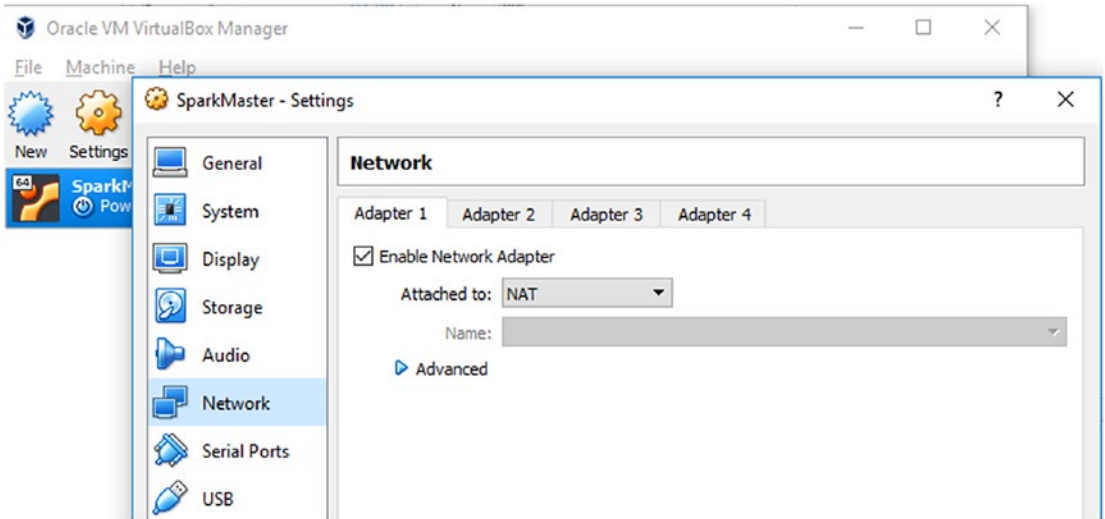 Oracle VM VirtualBox Manager
File Machine Help
SparkMaster - Settings ?
New Settings
64
General
System
Display
Storage
Audio
Network
Serial Ports
USB
Network
Adapter 1 Adapter 2 Adapter 3 Adapter 4
Enable Network Adapter
Attached to: NAT
Name:
Advanced